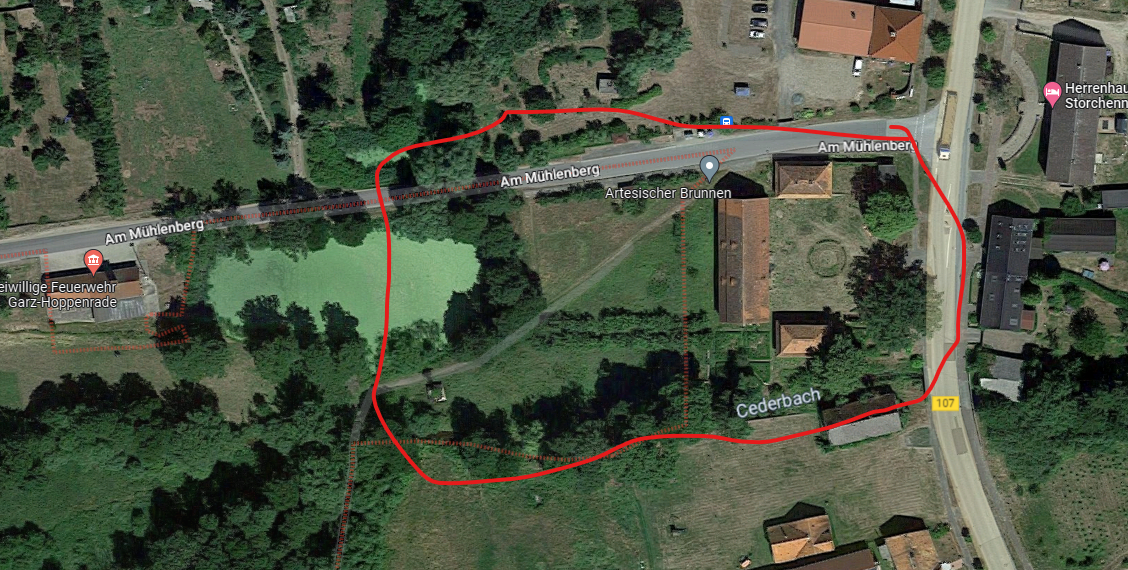 Herrenhau
Storchenn
Am Mühlenberg
Am Mühlenberg
Artesischer Brunnen
Am Mühlenberg
eiwillige Feuerwehr
Garz-Hoppenrade
Cederbach
107